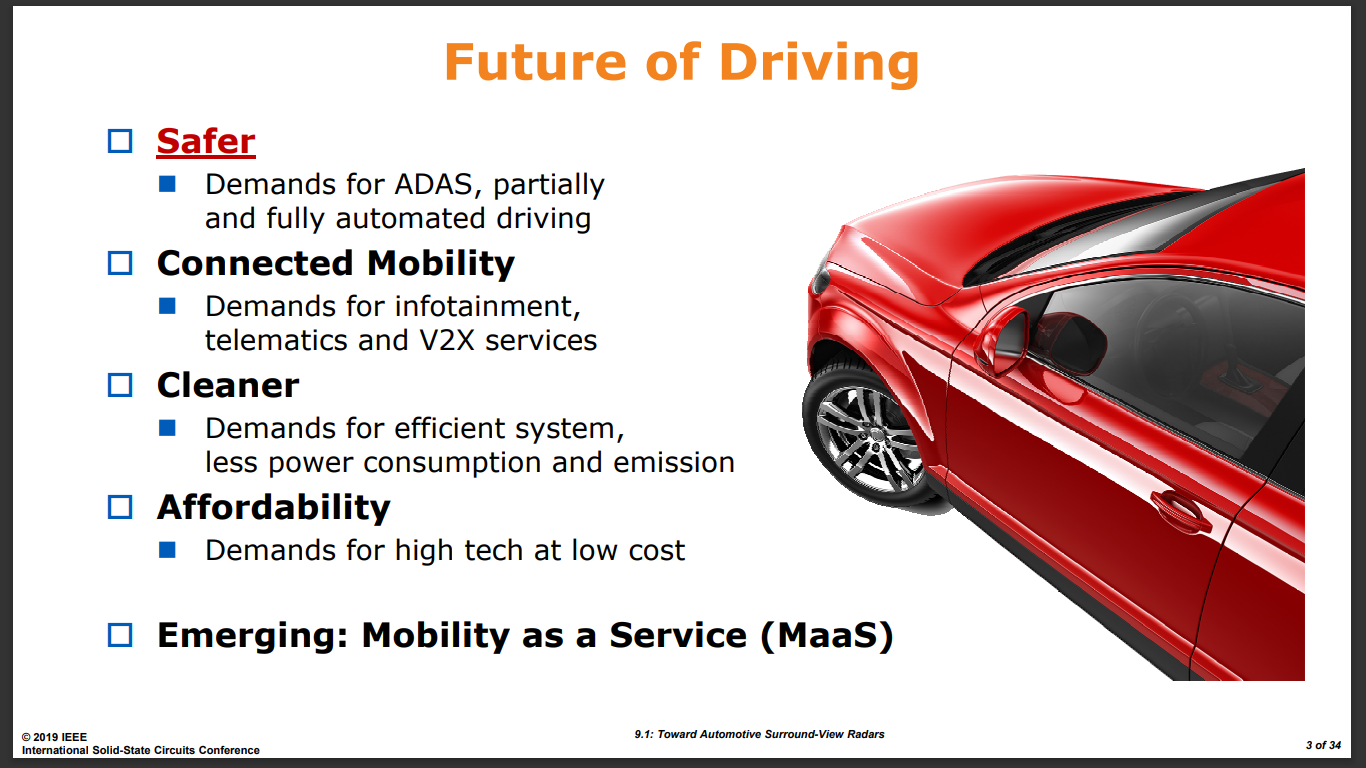 Future of Driving
Safer
Demands for ADAS, partially
and fully automated driving
Connected Mobility
Demands for infotainment,
telematics and V2X services
Cleaner
Demands for efficient system,
less power consumption and emission
Affordability
Demands for high tech at low cost
Emerging: Mobility as a Service (MaaS)
© 2019 IEEE
International Solid-State Circuits Conference
9.1: Toward Automotive Surround-View Radars
3 of 34